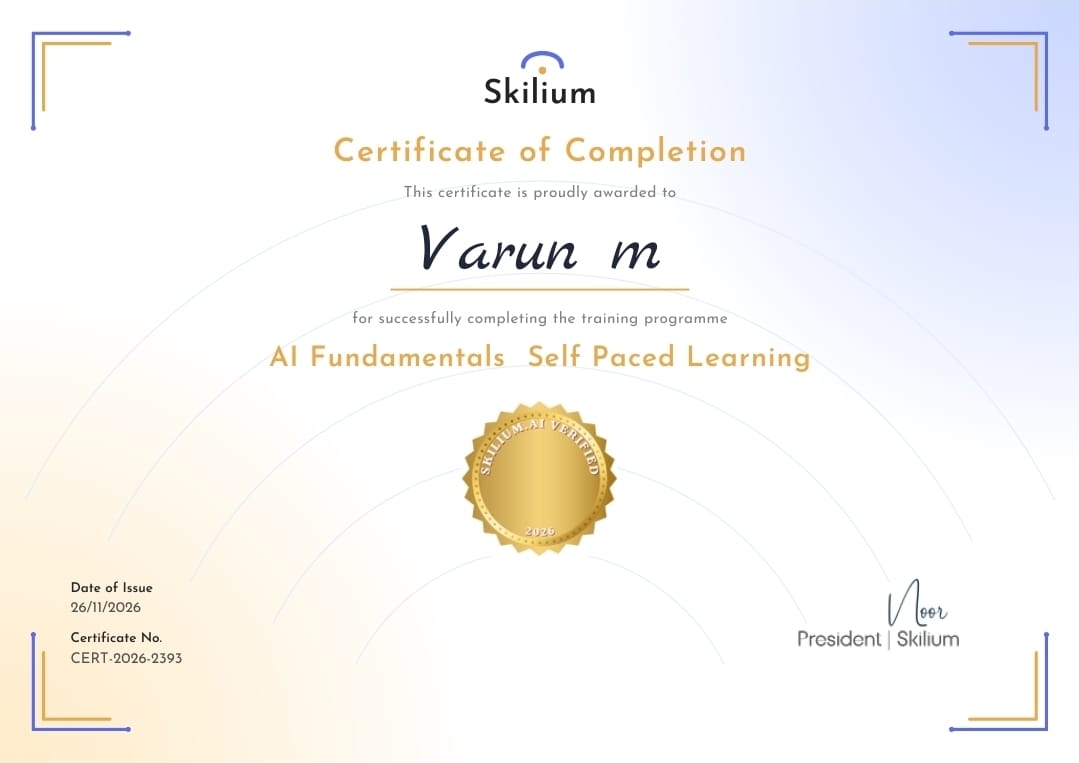 Skilium
Certificate of Completion
This certificate is proudly awarded to
Varun m
for successfully completing the training programme
AI Fundamentals Self Paced Learning
SKILIUM.AI VERIFIED
2026
Date of Issue
26/11/2026
Certificate No.
CERT-2026-2393
Noor
President | Skilium